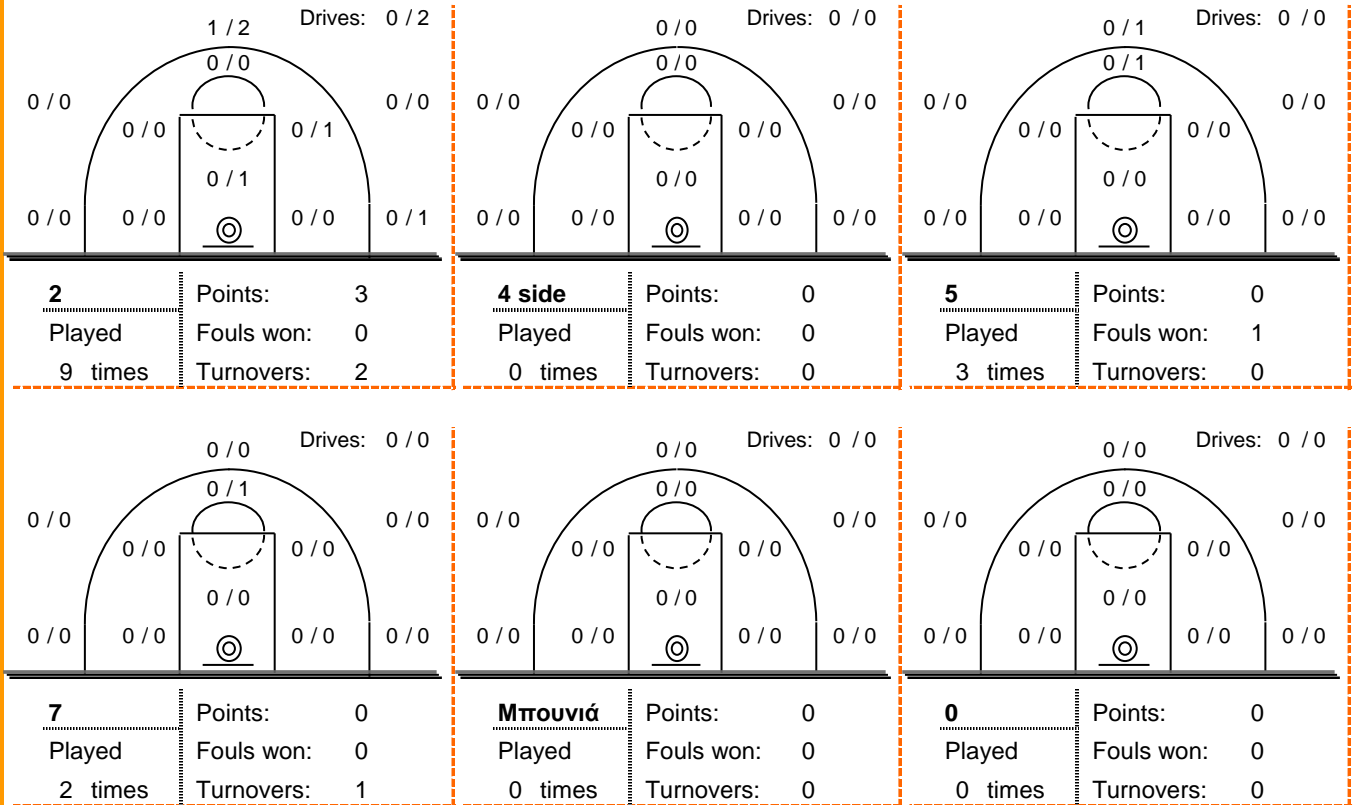 Drives: 0 / 2
1 / 2
0 / 0
0 / 0 0 / 0
0 / 0 0 / 1
0 / 1
0 / 0 0 / 0 0 / 0 0 / 1
2 Points: 3
Played Fouls won: 0
9 times Turnovers: 2
Drives: 0 / 0
0 / 0
0 / 0
0 / 0 0 / 0
0 / 0 0 / 0
0 / 0
0 / 0 0 / 0 0 / 0 0 / 0
4 side Points: 0
Played Fouls won: 0
0 times Turnovers: 0
Drives: 0 / 0
0 / 1
0 / 1
0 / 0 0 / 0
0 / 0 0 / 0
0 / 0
0 / 0 0 / 0 0 / 0 0 / 0
5 Points: 0
Played Fouls won: 1
3 times Turnovers: 0
Drives: 0 / 0
0 / 0
0 / 1
0 / 0 0 / 0
0 / 0 0 / 0
0 / 0
0 / 0 0 / 0 0 / 0 0 / 0
7 Points: 0
Played Fouls won: 0
2 times Turnovers: 1
Drives: 0 / 0
0 / 0
0 / 0
0 / 0 0 / 0
0 / 0 0 / 0
0 / 0
0 / 0 0 / 0 0 / 0 0 / 0
Μπουνιά Points: 0
Played Fouls won: 0
0 times Turnovers: 0
Drives: 0 / 0
0 / 0
0 / 0
0 / 0 0 / 0
0 / 0 0 / 0
0 / 0
0 / 0 0 / 0 0 / 0 0 / 0
0 Points: 0
Played Fouls won: 0
0 times Turnovers: 0